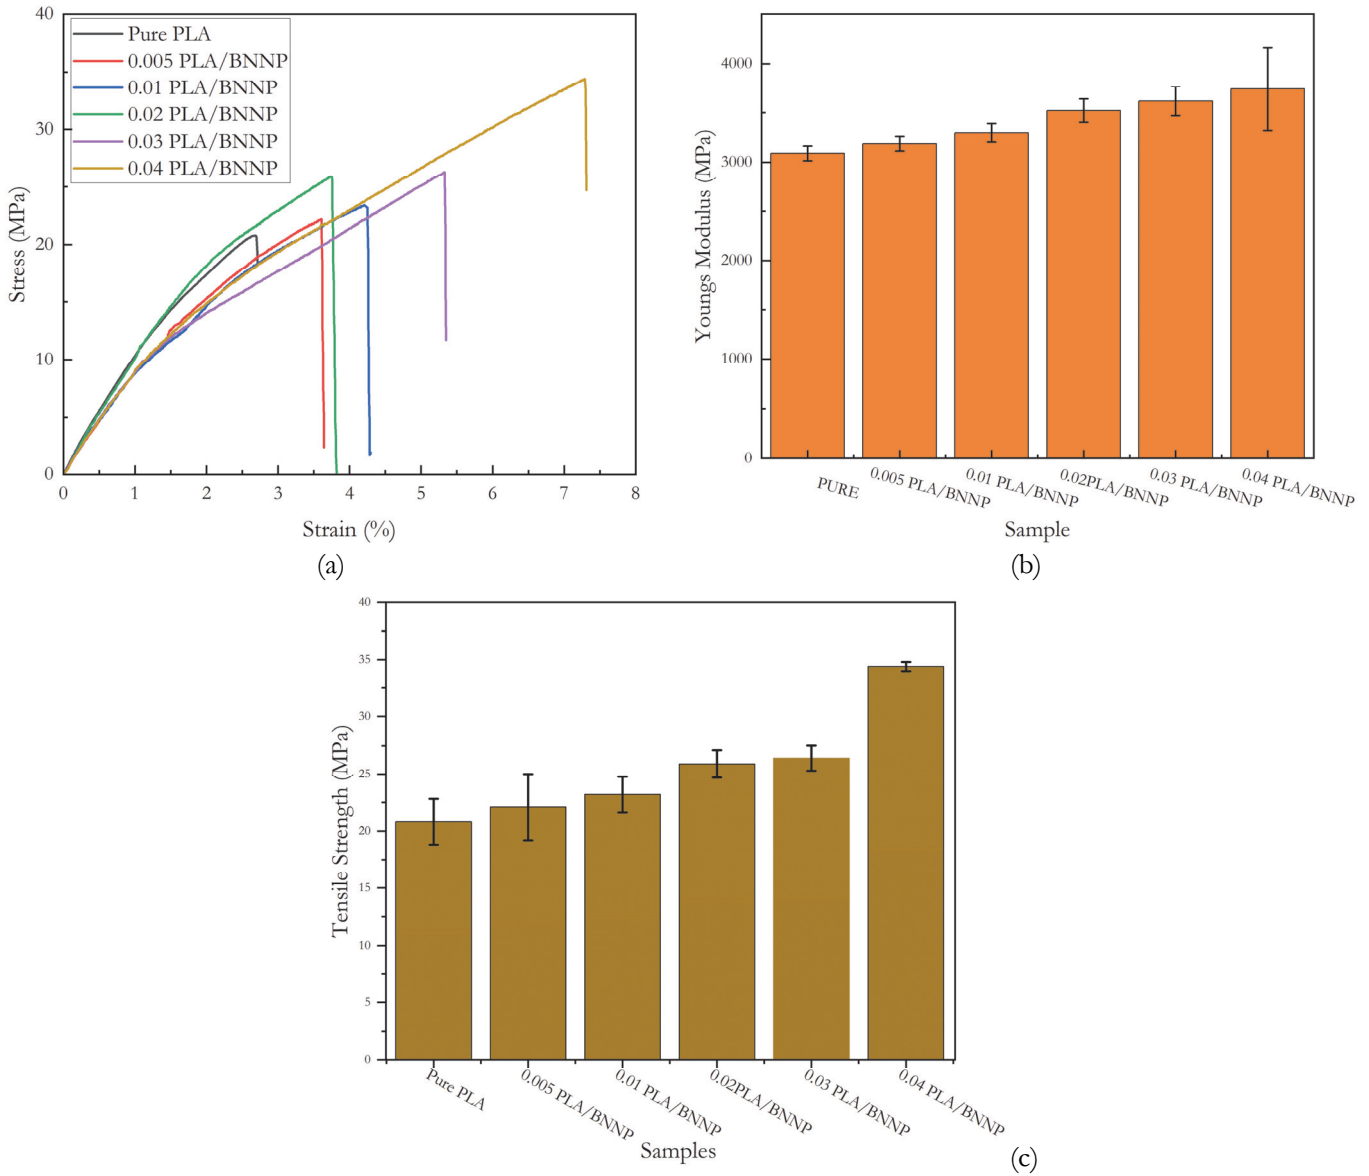 40
30
20
10
0
Stress (MPa)
Pure PLA
0.005 PLA/BNNP
0.01 PLA/BNNP
0.02 PLA/BNNP
0.03 PLA/BNNP
0.04 PLA/BNNP
0 1 2 3 4 5 6 7 8
Strain (%)
(a)
4000
3000
2000
1000
0
Youngs Modulus (MPa)
PURE
0.005 PLA/BNNP
0.01 PLA/BNNP
0.02PLA/BNNP
0.03 PLA/BNNP
0.04 PLA/BNNP
Sample
(b)
40
35
30
25
20
15
10
5
0
Tensile Strength (MPa)
Pure PLA
0.005 PLA/BNNP
0.01 PLA/BNNP
0.02PLA/BNNP
0.03 PLA/BNNP
0.04 PLA/BNNP
Samples
(c)